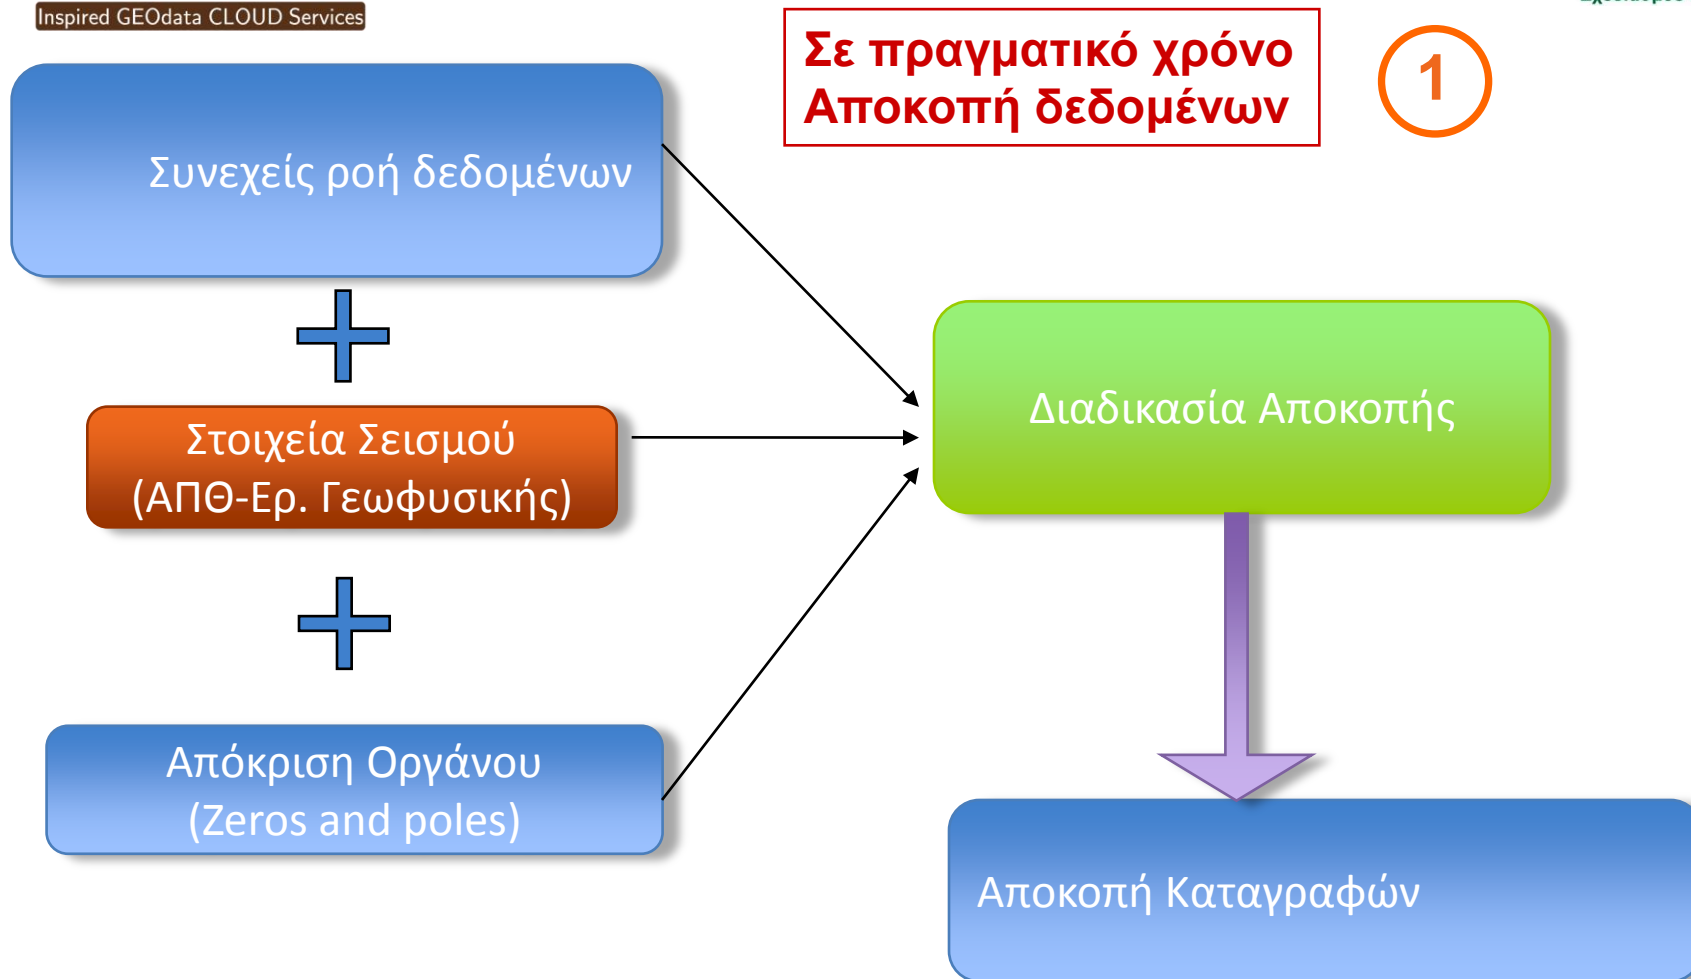 Inspired GEOdata CLOUD Services
Σε πραγματικό χρόνο
Αποκοπή δεδομένων
1
Συνεχείς ροή δεδομένων
Στοιχεία Σεισμού
(ΑΠΘ-Ερ. Γεωφυσικής)
Διαδικασία Αποκοπής
Απόκριση Οργάνου
(Zeros and poles)
Αποκοπή Καταγραφών